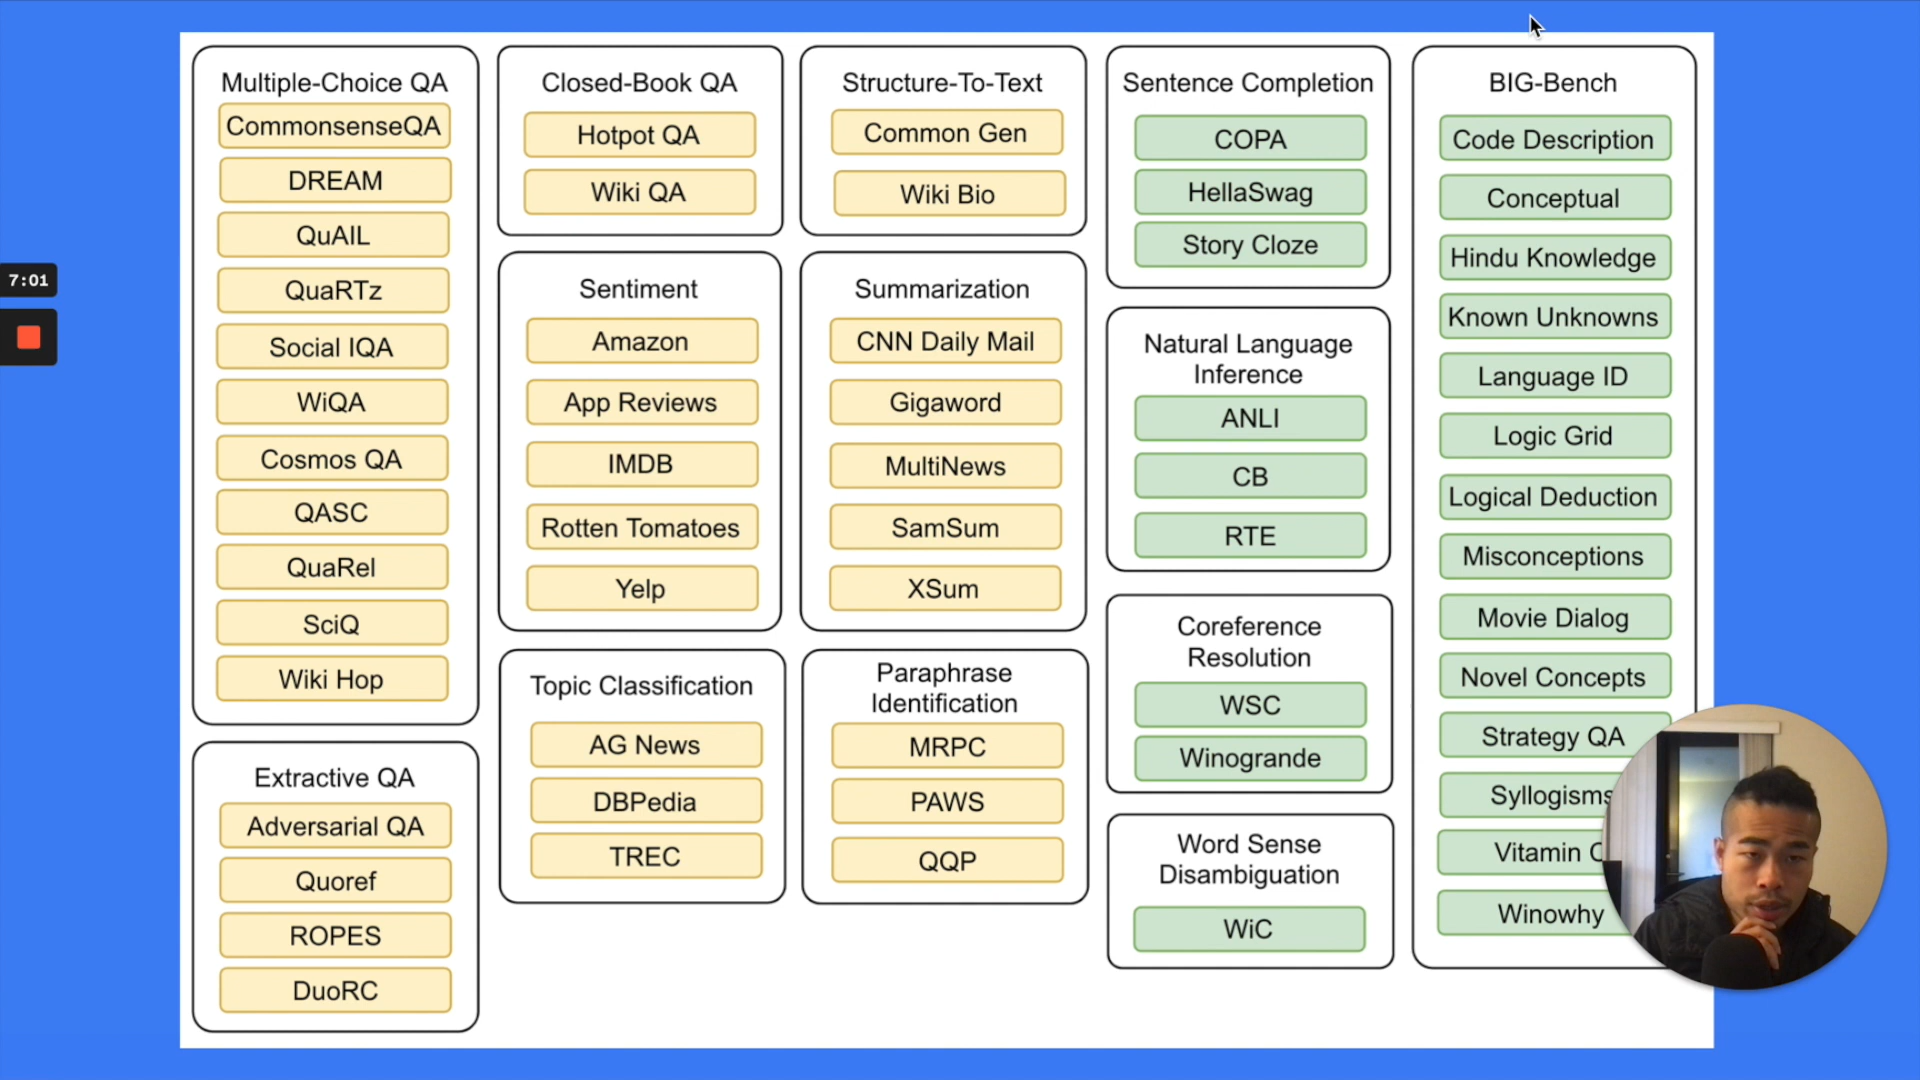 Multiple-Choice QA
CommonsenseQA
DREAM
QuAIL
QuaRTz
Social IQA
WiQA
Cosmos QA
QASC
QuaRel
SciQ
Wiki Hop
Extractive QA
Adversarial QA
Quoref
ROPES
DuoRC
Closed-Book QA
Hotpot QA
Wiki QA
Sentiment
Amazon
App Reviews
IMDB
Rotten Tomatoes
Yelp
Topic Classification
AG News
DBPedia
TREC
Structure-To-Text
Common Gen
Wiki Bio
Summarization
CNN Daily Mail
Gigaword
MultiNews
SamSum
XSum
Paraphrase
Identification
MRPC
PAWS
QQP
Sentence Completion
COPA
HellaSwag
Story Cloze
Natural Language
Inference
ANLI
CB
RTE
Coreference
Resolution
WSC
Winogrande
Word Sense
Disambiguation
WiC
BIG-Bench
Code Description
Conceptual
Hindu Knowledge
Known Unknowns
Language ID
Logic Grid
Logical Deduction
Misconceptions
Movie Dialog
Novel Concepts
Strategy QA
Syllogisms
Vitamin C
Winowhy
7:01